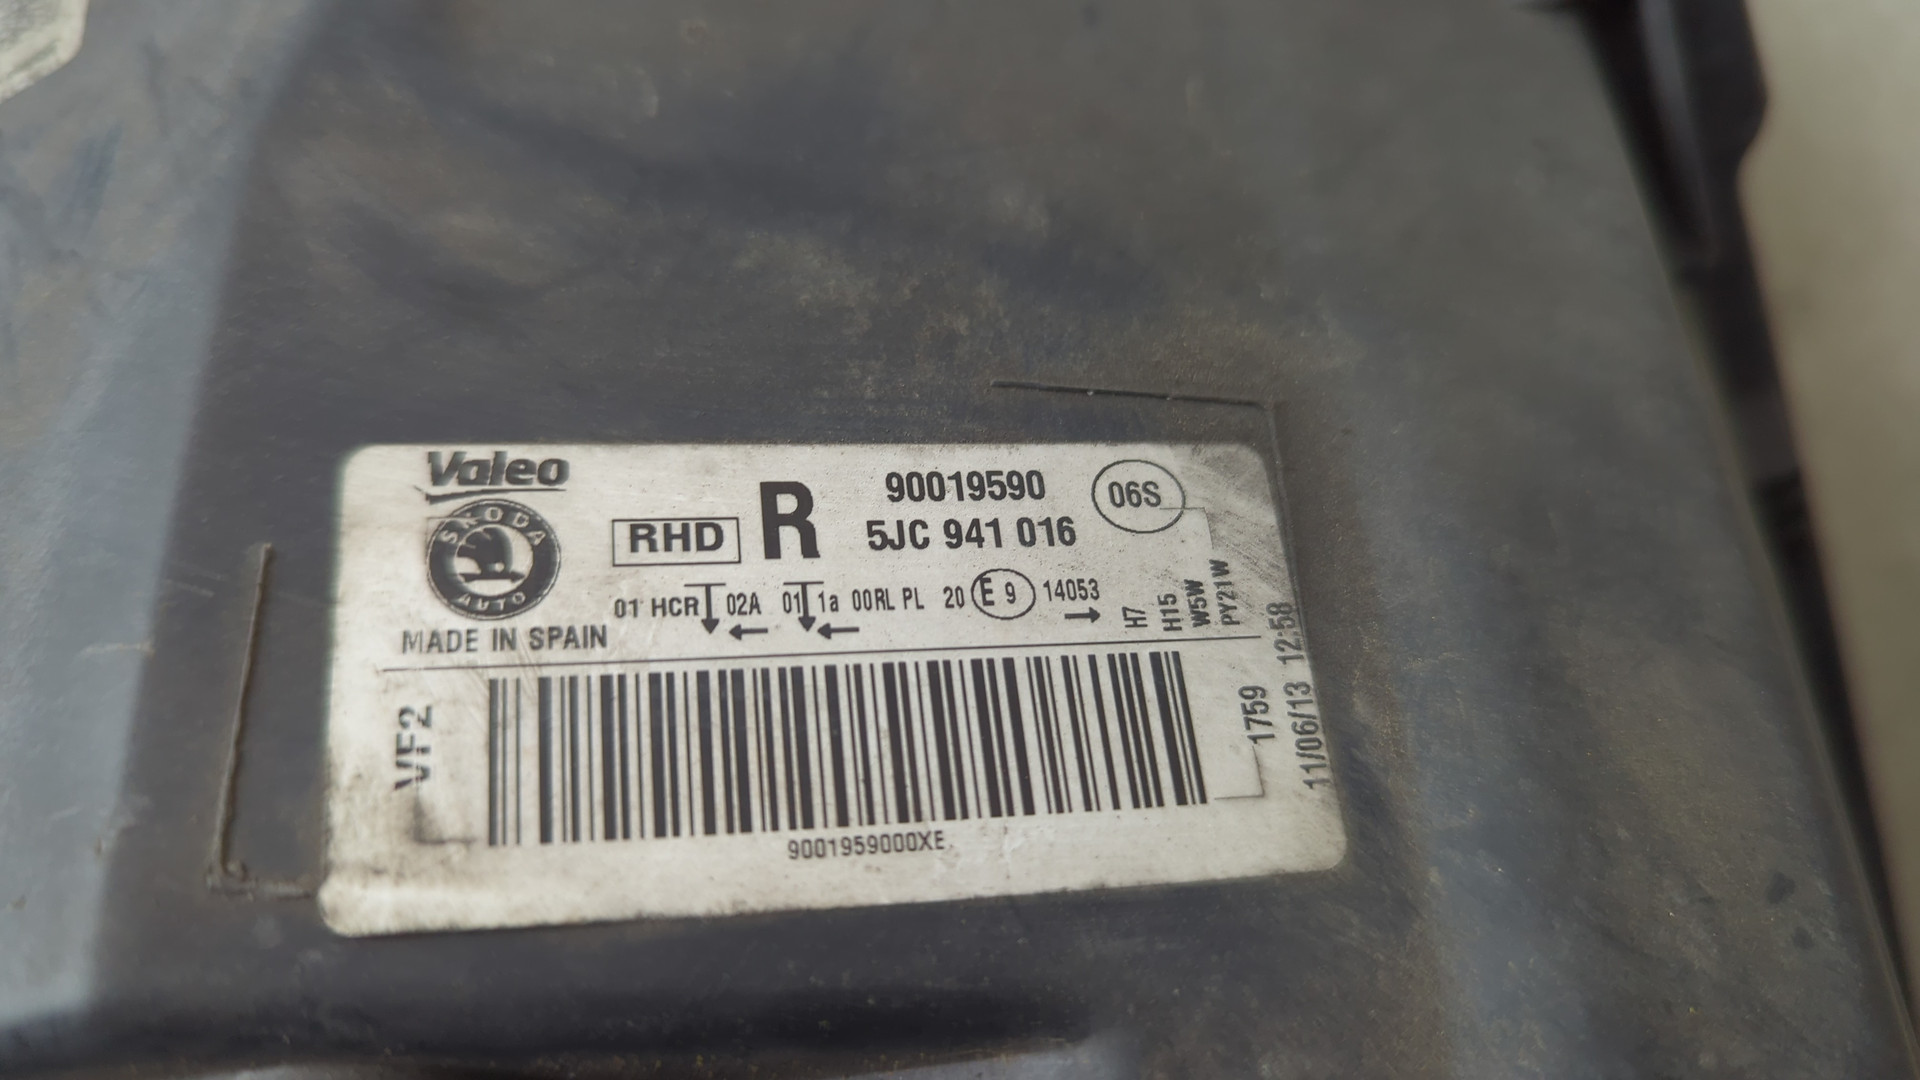 Valeo
SKODA
AUTO
MADE IN SPAIN
RHD
R
90019590
5JC 941 016
06S
01 HCR 02A 01 1a 00RL PL 20 E 9 14053
H7
H15
W5W
PY21W
VF2
9001959000XE
1759
11/06/13 12:58